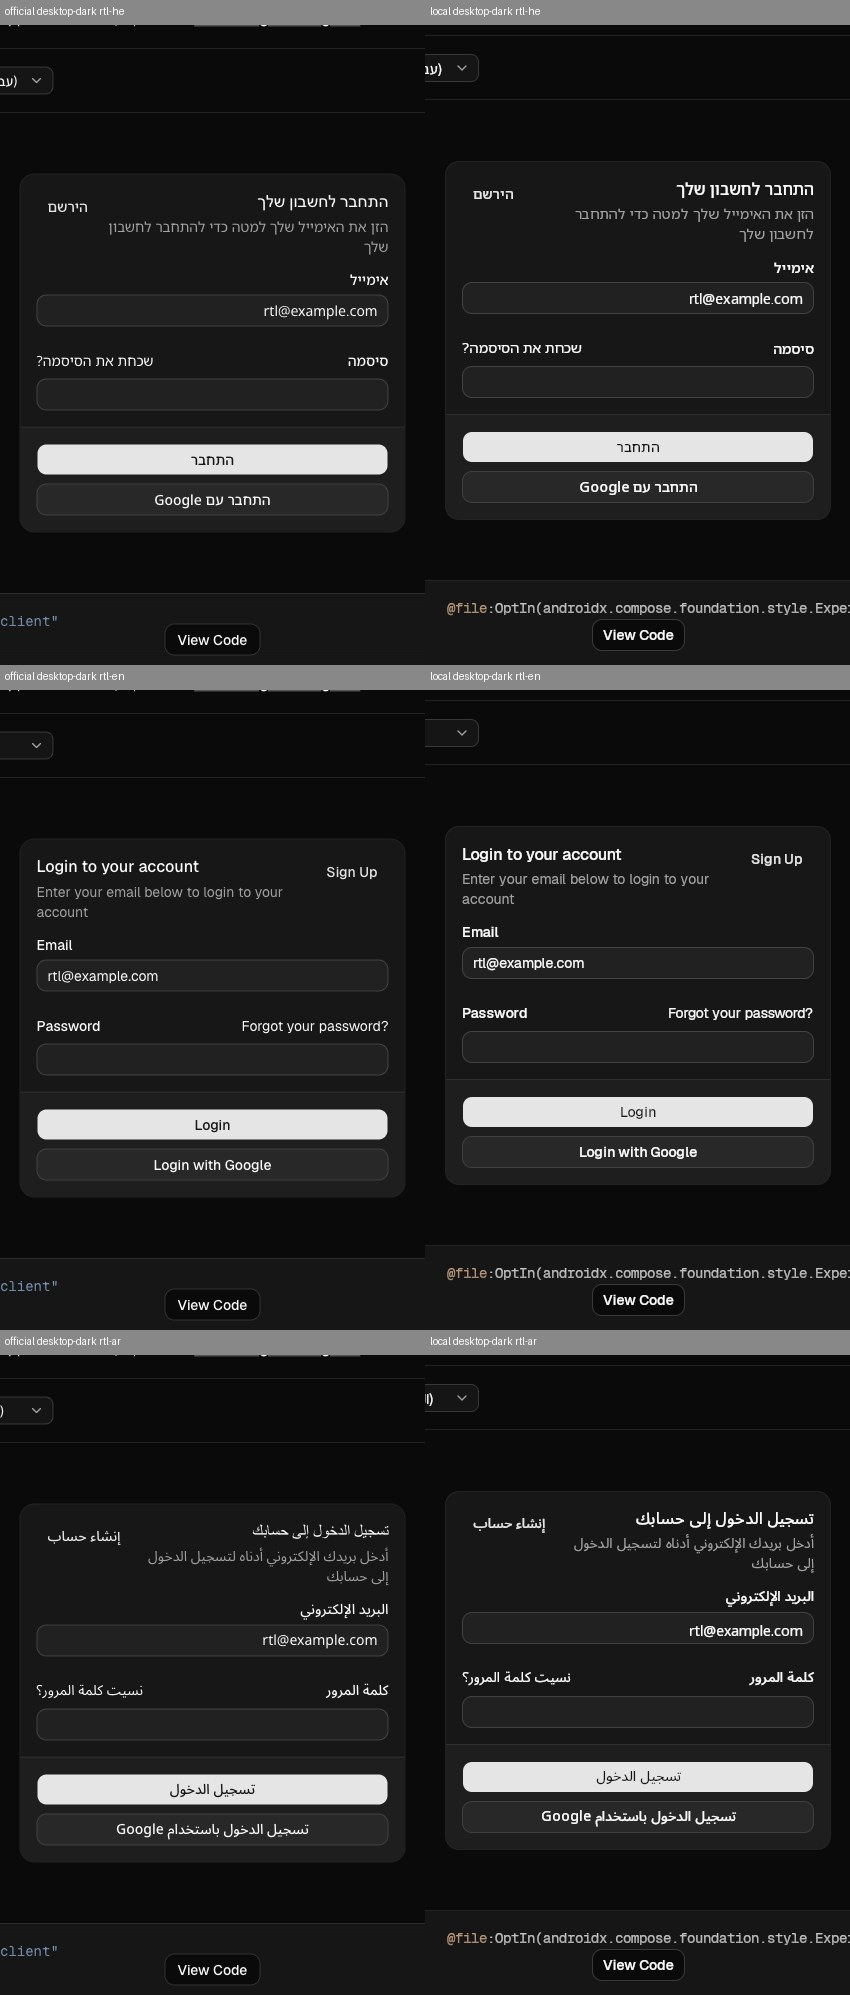 official desktop-dark rtl-he
local desktop-dark rtl-he
התחבר לחשבון שלך
הירשם
הזן את האימייל שלך למטה כדי להתחבר לחשבון
שלך
אימייל
rtl@example.com
סיסמה
שכחת את הסיסמה?
התחבר
התחבר עם Google
client"
View Code
התחבר לחשבון שלך
הירשם
הזן את האימייל שלך למטה כדי להתחבר
לחשבון שלך
אימייל
rtl@example.com
סיסמה
שכחת את הסיסמה?
התחבר
התחבר עם Google
@file:OptIn(androidx.compose.foundation.style.Expe
View Code
official desktop-dark rtl-en
local desktop-dark rtl-en
Login to your account
Sign Up
Enter your email below to login to your
account
Email
rtl@example.com
Password
Forgot your password?
Login
Login with Google
client"
View Code
Login to your account
Sign Up
Enter your email below to login to your
account
Email
rtl@example.com
Password
Forgot your password?
Login
Login with Google
@file:OptIn(androidx.compose.foundation.style.Expe
View Code
official desktop-dark rtl-ar
local desktop-dark rtl-ar
تسجيل الدخول إلى حسابك
إنشاء حساب
أدخل بريدك الإلكتروني أدناه لتسجيل الدخول
إلى حسابك
البريد الإلكتروني
rtl@example.com
كلمة المرور
نسيت كلمة المرور؟
تسجيل الدخول
تسجيل الدخول باستخدام Google
client"
View Code
تسجيل الدخول إلى حسابك
إنشاء حساب
أدخل بريدك الإلكتروني أدناه لتسجيل الدخول
إلى حسابك
البريد الإلكتروني
rtl@example.com
كلمة المرور
نسيت كلمة المرور؟
تسجيل الدخول
تسجيل الدخول باستخدام Google
@file:OptIn(androidx.compose.foundation.style.Expe
View Code